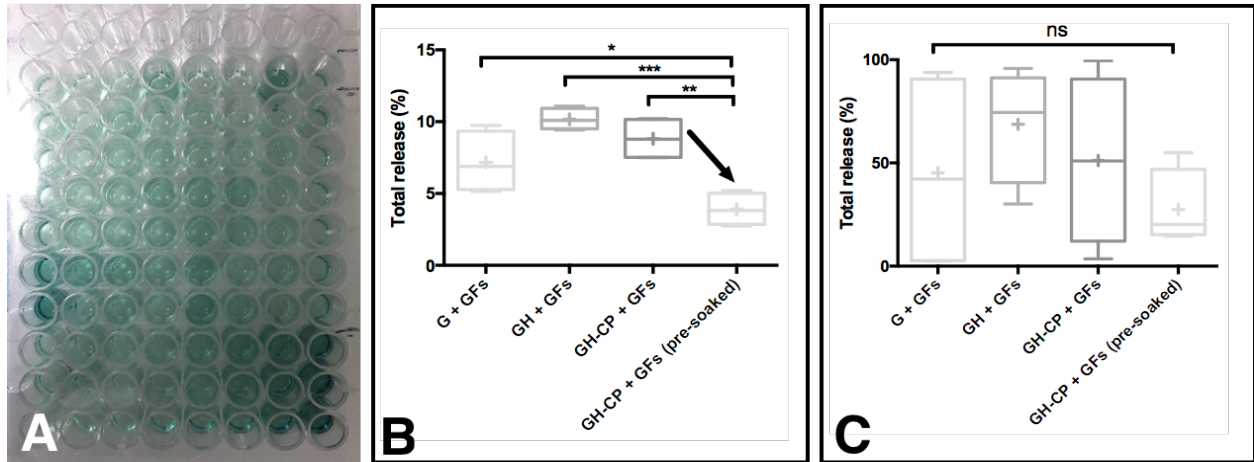 A
15
10
5
0
Total release (%)
*
***
**
G + GFs
GH + GFs
GH-CP + GFs
GH-CP + GFs (pre-soaked)
B
100
50
0
Total release (%)
ns
G + GFs
GH + GFs
GH-CP + GFs
GH-CP + GFs (pre-soaked)
C